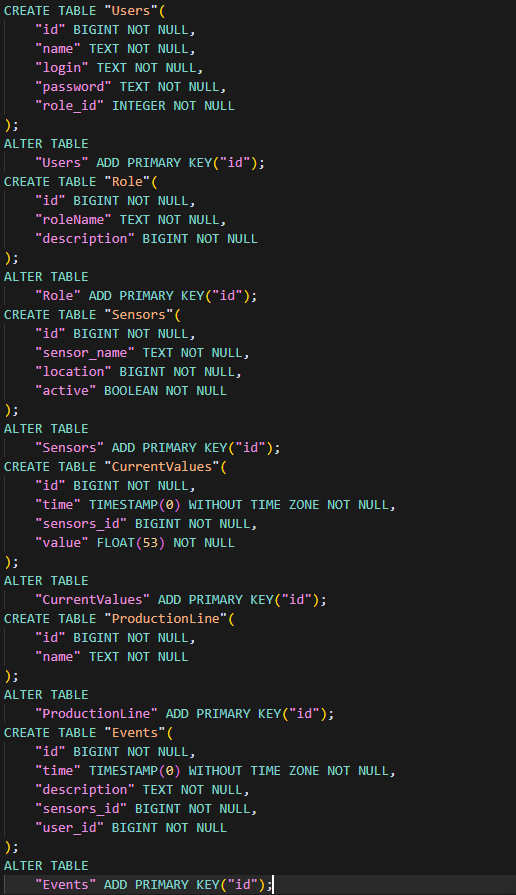 CREATE TABLE "Users"(
    "id" BIGINT NOT NULL,
    "name" TEXT NOT NULL,
    "login" TEXT NOT NULL,
    "password" TEXT NOT NULL,
    "role_id" INTEGER NOT NULL
);
ALTER TABLE
    "Users" ADD PRIMARY KEY("id");
CREATE TABLE "Role"(
    "id" BIGINT NOT NULL,
    "roleName" TEXT NOT NULL,
    "description" BIGINT NOT NULL
);
ALTER TABLE
    "Role" ADD PRIMARY KEY("id");
CREATE TABLE "Sensors"(
    "id" BIGINT NOT NULL,
    "sensor_name" TEXT NOT NULL,
    "location" BIGINT NOT NULL,
    "active" BOOLEAN NOT NULL
);
ALTER TABLE
    "Sensors" ADD PRIMARY KEY("id");
CREATE TABLE "CurrentValues"(
    "id" BIGINT NOT NULL,
    "time" TIMESTAMP(0) WITHOUT TIME ZONE NOT NULL,
    "sensors_id" BIGINT NOT NULL,
    "value" FLOAT(53) NOT NULL
);
ALTER TABLE
    "CurrentValues" ADD PRIMARY KEY("id");
CREATE TABLE "ProductionLine"(
    "id" BIGINT NOT NULL,
    "name" TEXT NOT NULL
);
ALTER TABLE
    "ProductionLine" ADD PRIMARY KEY("id");
CREATE TABLE "Events"(
    "id" BIGINT NOT NULL,
    "time" TIMESTAMP(0) WITHOUT TIME ZONE NOT NULL,
    "description" TEXT NOT NULL,
    "sensors_id" BIGINT NOT NULL,
    "user_id" BIGINT NOT NULL
);
ALTER TABLE
    "Events" ADD PRIMARY KEY("id");